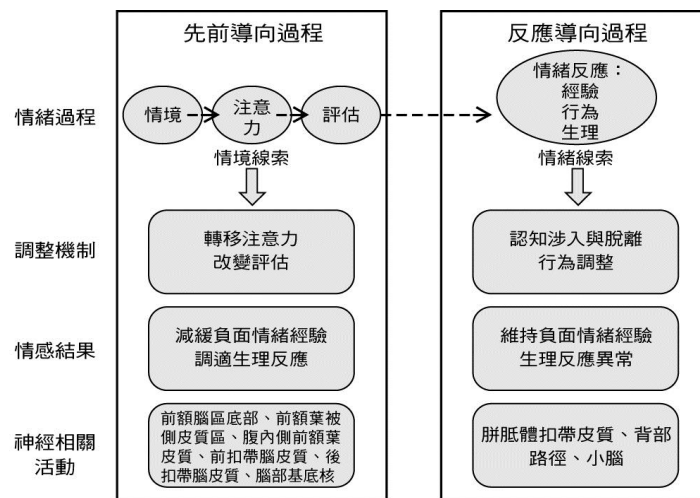 先前導向過程
反應導向過程
情緒過程
情境
注意
力
評估
情緒反應：
經驗
行為
生理
情境線索
情緒線索
調整機制
轉移注意力
改變評估
認知涉入與脫離
行為調整
情感結果
減緩負面情緒經驗
調適生理反應
維持負面情緒經驗
生理反應異常
神經相關
活動
前額腦區底部、前額葉被
側皮質區、腹內側前額葉
皮質、前扣帶腦皮質、後
扣帶腦皮質、腦部基底核
胼胝體扣帶皮質、背部
路徑、小腦